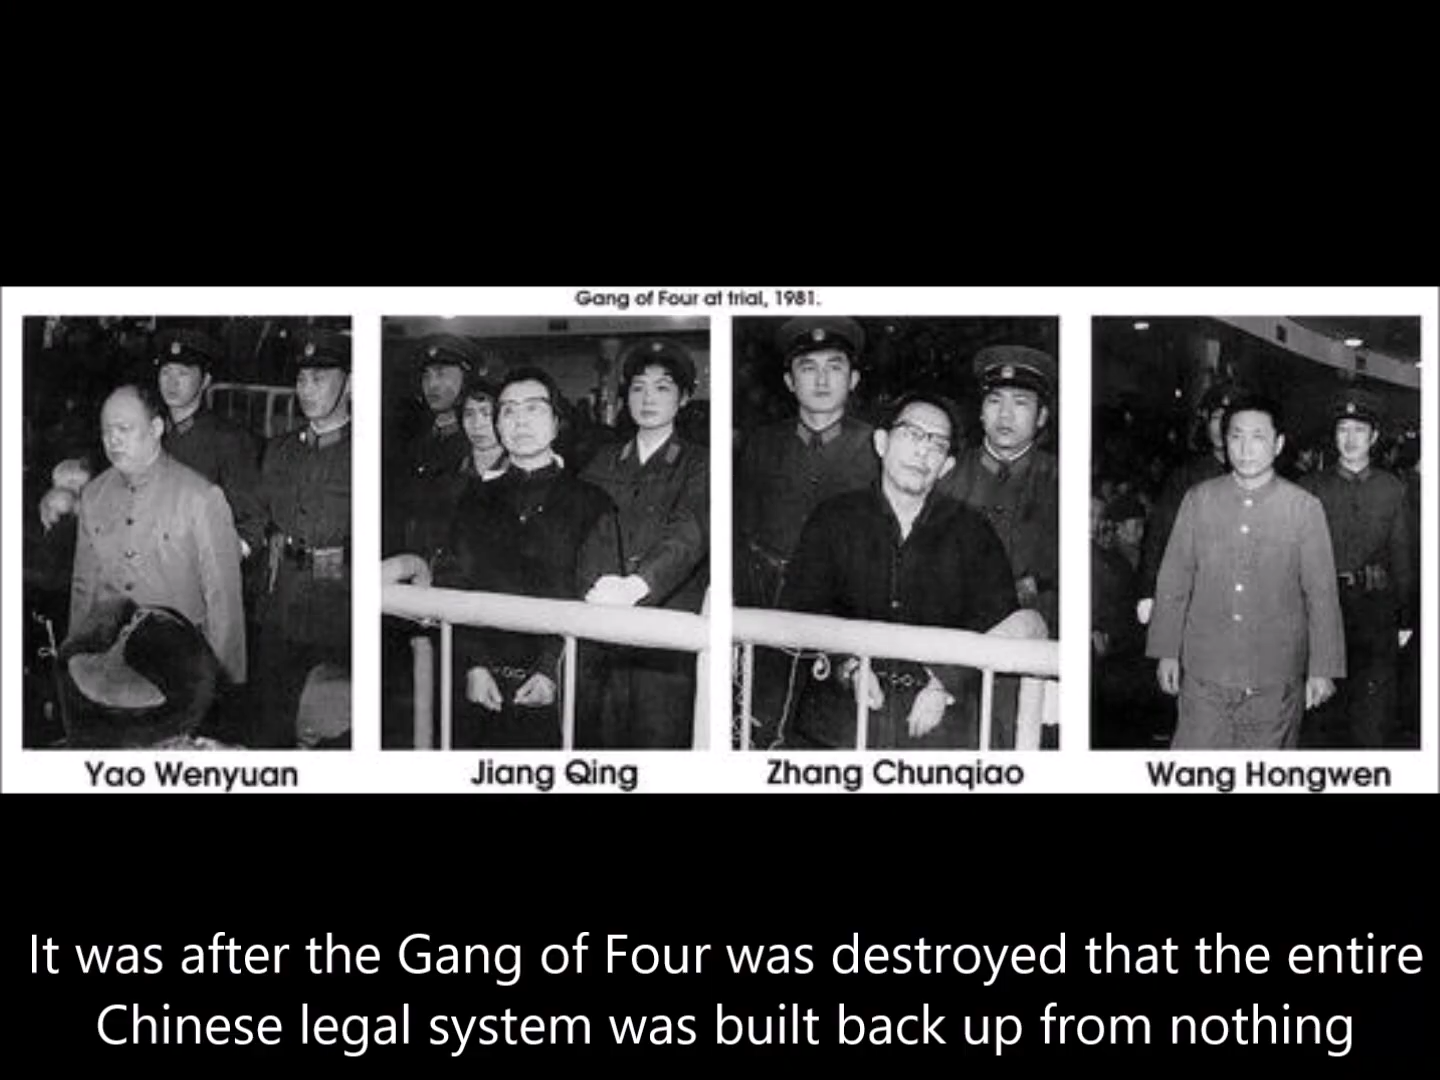 Gang of Four at trial, 1981.
Yao Wenyuan Jiang Qing Zhang Chunqiao Wang Hongwen
It was after the Gang of Four was destroyed that the entire
Chinese legal system was built back up from nothing